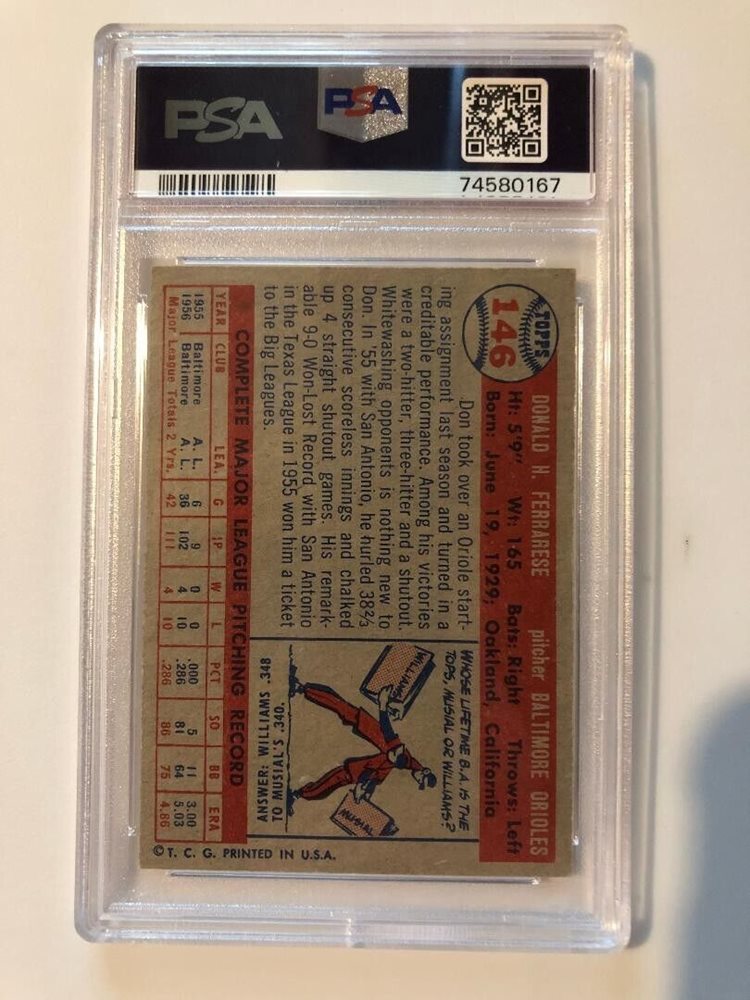 PSA
PSA
74580167
TOPPS
146
DONALD H. FERRARESE pitcher BALTIMORE ORIOLES
Ht: 5'9" Wt: 165 Bats: Right Throws: Left
Born: June 19, 1929; Oakland, California
Don took over an Oriole start-
ing assignment last season and turned in a
creditable performance. Among his victories
were a two-hitter, three-hitter and a shutout.
Whitewashing opponents is nothing new to
Don. In '55 with San Antonio, he hurled 38⅔
consecutive scoreless innings and chalked
up 4 straight shutout games. His remark-
able 9-0 Won-Lost Record with San Antonio
in the Texas League in 1955 won him a ticket
to the Big Leagues.
WHOSE LIFETIME B.A. IS THE
TOPS, MUSIAL OR WILLIAMS?
WILLIAMS
MUSIAL
ANSWER: WILLIAMS .348
TO MUSIAL'S .340.
COMPLETE MAJOR LEAGUE PITCHING RECORD
YEAR CLUB LEA. G IP W L PCT SO BB ERA
1955 Baltimore A. L. 6 9 0 0 .000 5 11 3.00
1956 Baltimore A. L. 36 102 4 10 .286 81 64 5.03
Major League Totals 2 Yrs. 42 111 4 10 .286 86 75 4.86
© T. C. G. PRINTED IN U.S.A.